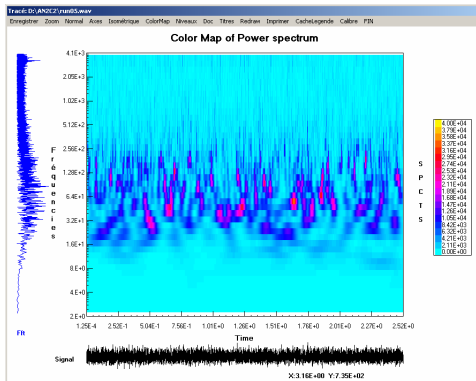 Tracé: D:\AN2C2\run05.wav
Enregistrer Zoom Normal Axes Isométrique ColorMap Niveaux Doc Titres Redraw Imprimer CacheLegende Calibre FIN
Color Map of Power spectrum
4.1E+3
2.05E+3
1.02E+3
5.12E+2
2.56E+2
1.28E+2
6.4E+1
3.2E+1
1.6E+1
8.E+0
4.E+0
2.E+0
Fréquencies
1.25E-4 2.52E-1 5.04E-1 7.56E-1 1.01E+0 1.26E+0 1.51E+0 1.76E+0 2.02E+0 2.27E+0 2.52E+0
Time
Fft
Signal
X:3.16E+00 Y:7.35E+02
SPCTS
4.00E+04
3.79E+04
3.58E+04
3.37E+04
3.16E+04
2.95E+04
2.74E+04
2.53E+04
2.32E+04
2.11E+04
1.89E+04
1.68E+04
1.47E+04
1.26E+04
1.05E+04
8.42E+03
6.32E+03
4.21E+03
2.11E+03
0.00E+00